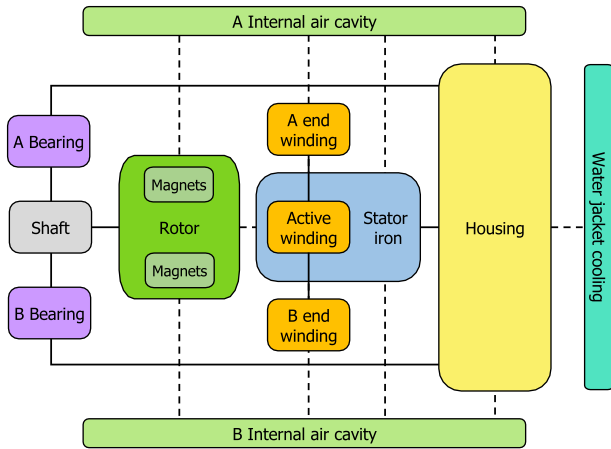 A Internal air cavity
A Bearing
A end
winding
Magnets
Shaft
Rotor
Active
winding
Stator
iron
Housing
Water jacket cooling
Magnets
B Bearing
B end
winding
B Internal air cavity